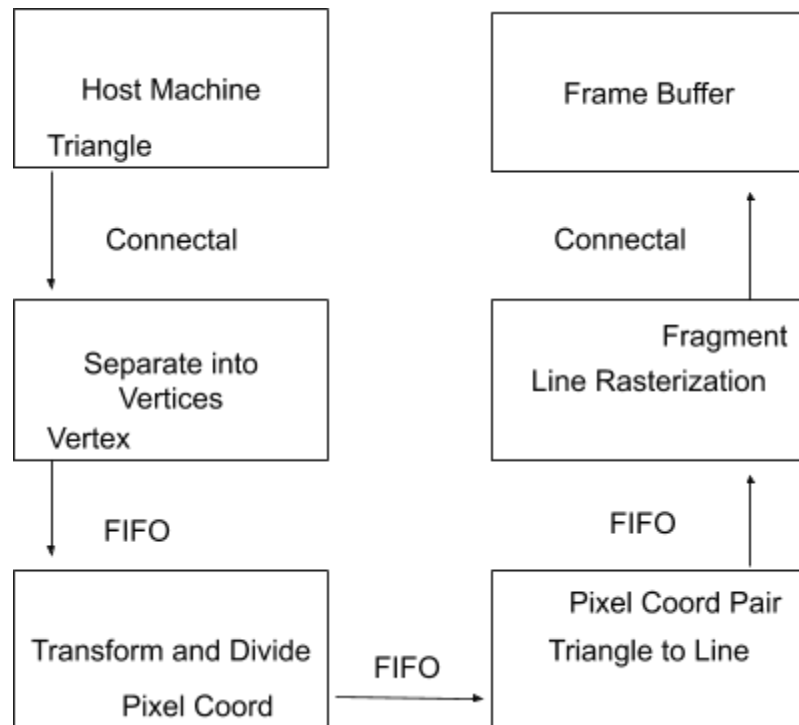 Host Machine
Triangle
Connectal
Separate into
Vertices
Vertex
FIFO
Transform and Divide
Pixel Coord
FIFO
Pixel Coord Pair
Triangle to Line
FIFO
Fragment
Line Rasterization
Connectal
Frame Buffer